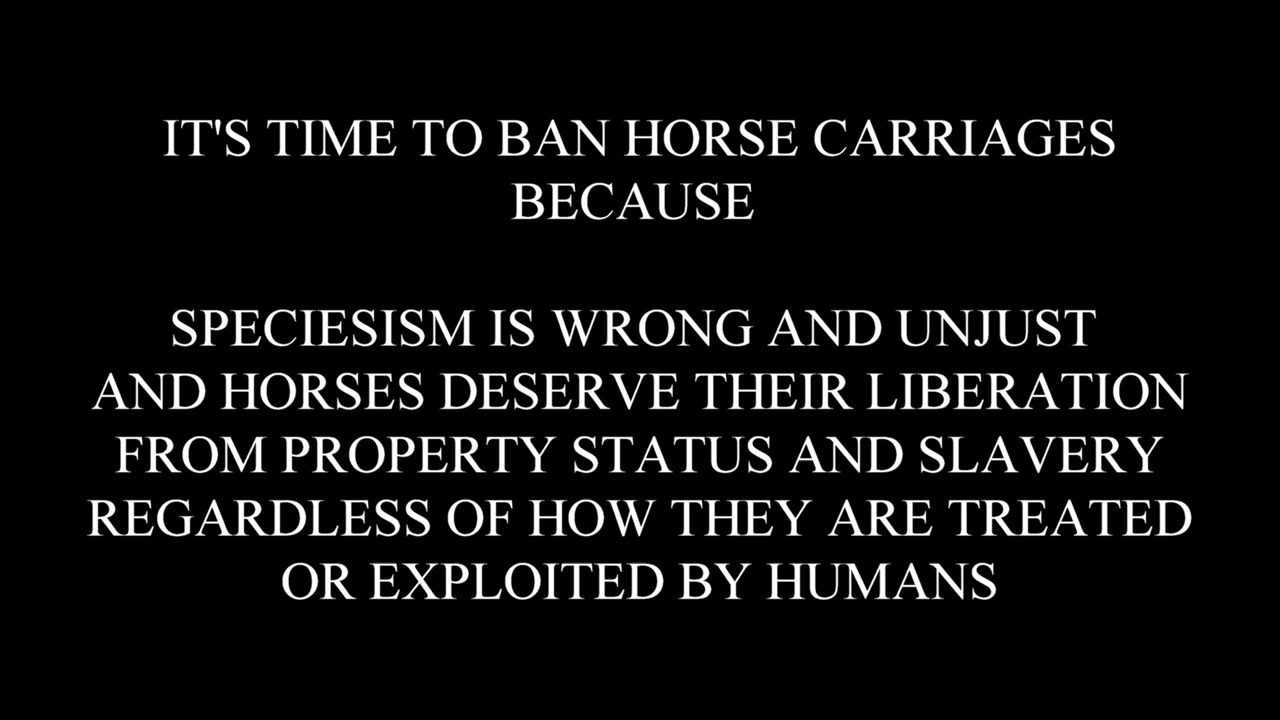 IT'S TIME TO BAN HORSE CARRIAGES
BECAUSE
SPECIESISM IS WRONG AND UNJUST
AND HORSES DESERVE THEIR LIBERATION
FROM PROPERTY STATUS AND SLAVERY
REGARDLESS OF HOW THEY ARE TREATED
OR EXPLOITED BY HUMANS